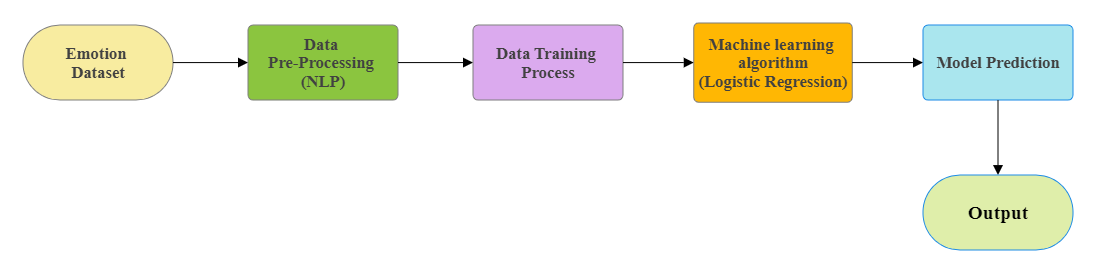 Emotion
Dataset
Data
Pre-Processing
(NLP)
Data Training
Process
Machine learning
algorithm
(Logistic Regression)
Model Prediction
Output